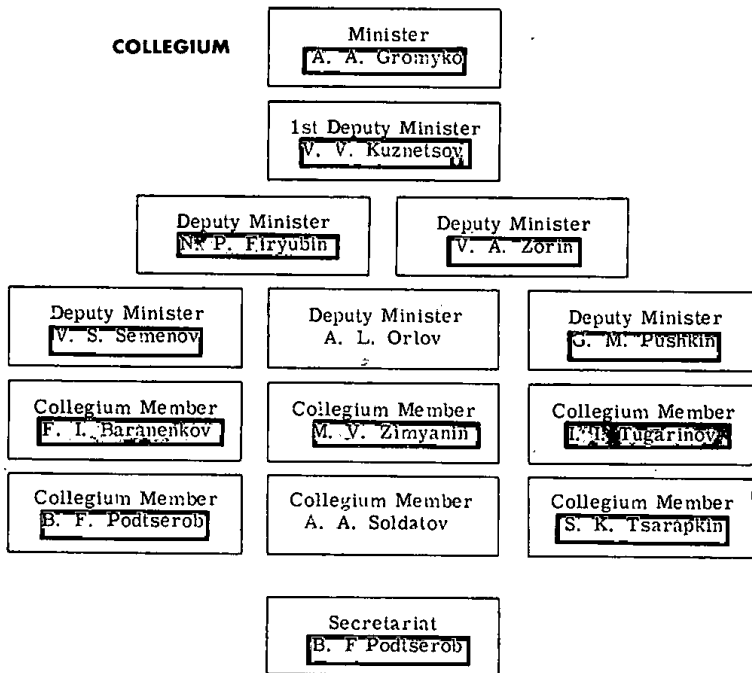 COLLEGIUM
Minister
A. A. Gromyko
1st Deputy Minister
V. V. Kuznetsov
Deputy Minister
N. P. Firyubin
Deputy Minister
V. A. Zorin
Deputy Minister
V. S. Semenov
Deputy Minister
A. L. Orlov
Deputy Minister
G. M. Pushkin
Collegium Member
F. I. Baranenkov
Collegium Member
M. V. Zimyanin
Collegium Member
I. I. Tugarinov
Collegium Member
B. F. Podtserob
Collegium Member
A. A. Soldatov
Collegium Member
S. K. Tsarapkin
Secretariat
B. F Podtserob